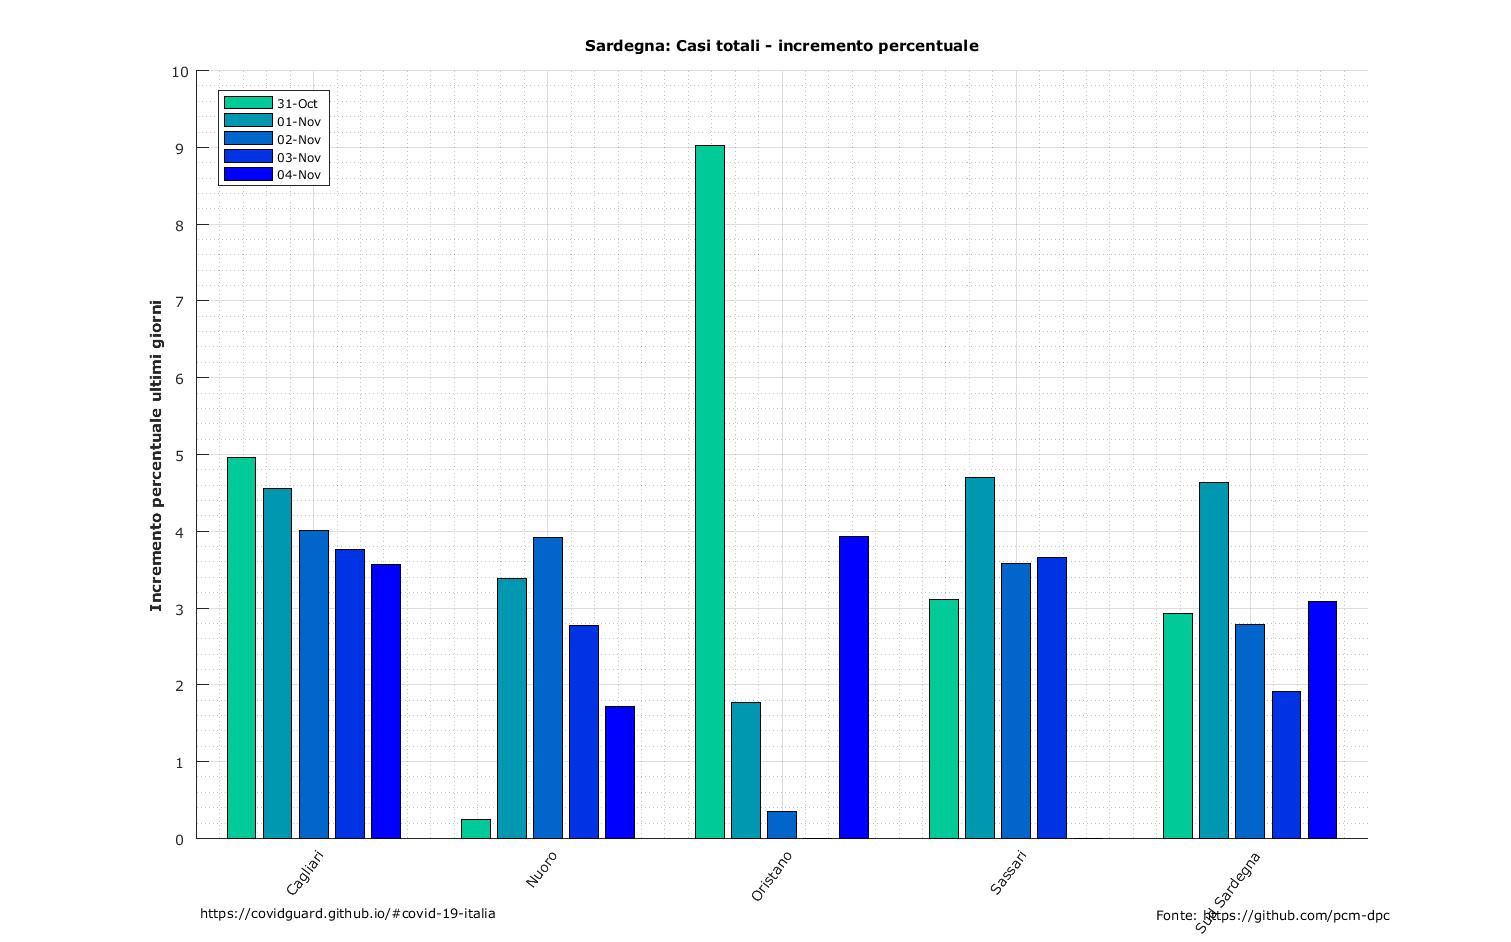 Sardegna: Casi totali - incremento percentuale
Incremento percentuale ultimi giorni
10
9
8
7
6
5
4
3
2
1
0
31-Oct
01-Nov
02-Nov
03-Nov
04-Nov
Cagliari
Nuoro
Oristano
Sassari
Sud Sardegna
https://covidguard.github.io/#covid-19-italia
Fonte: https://github.com/pcm-dpc